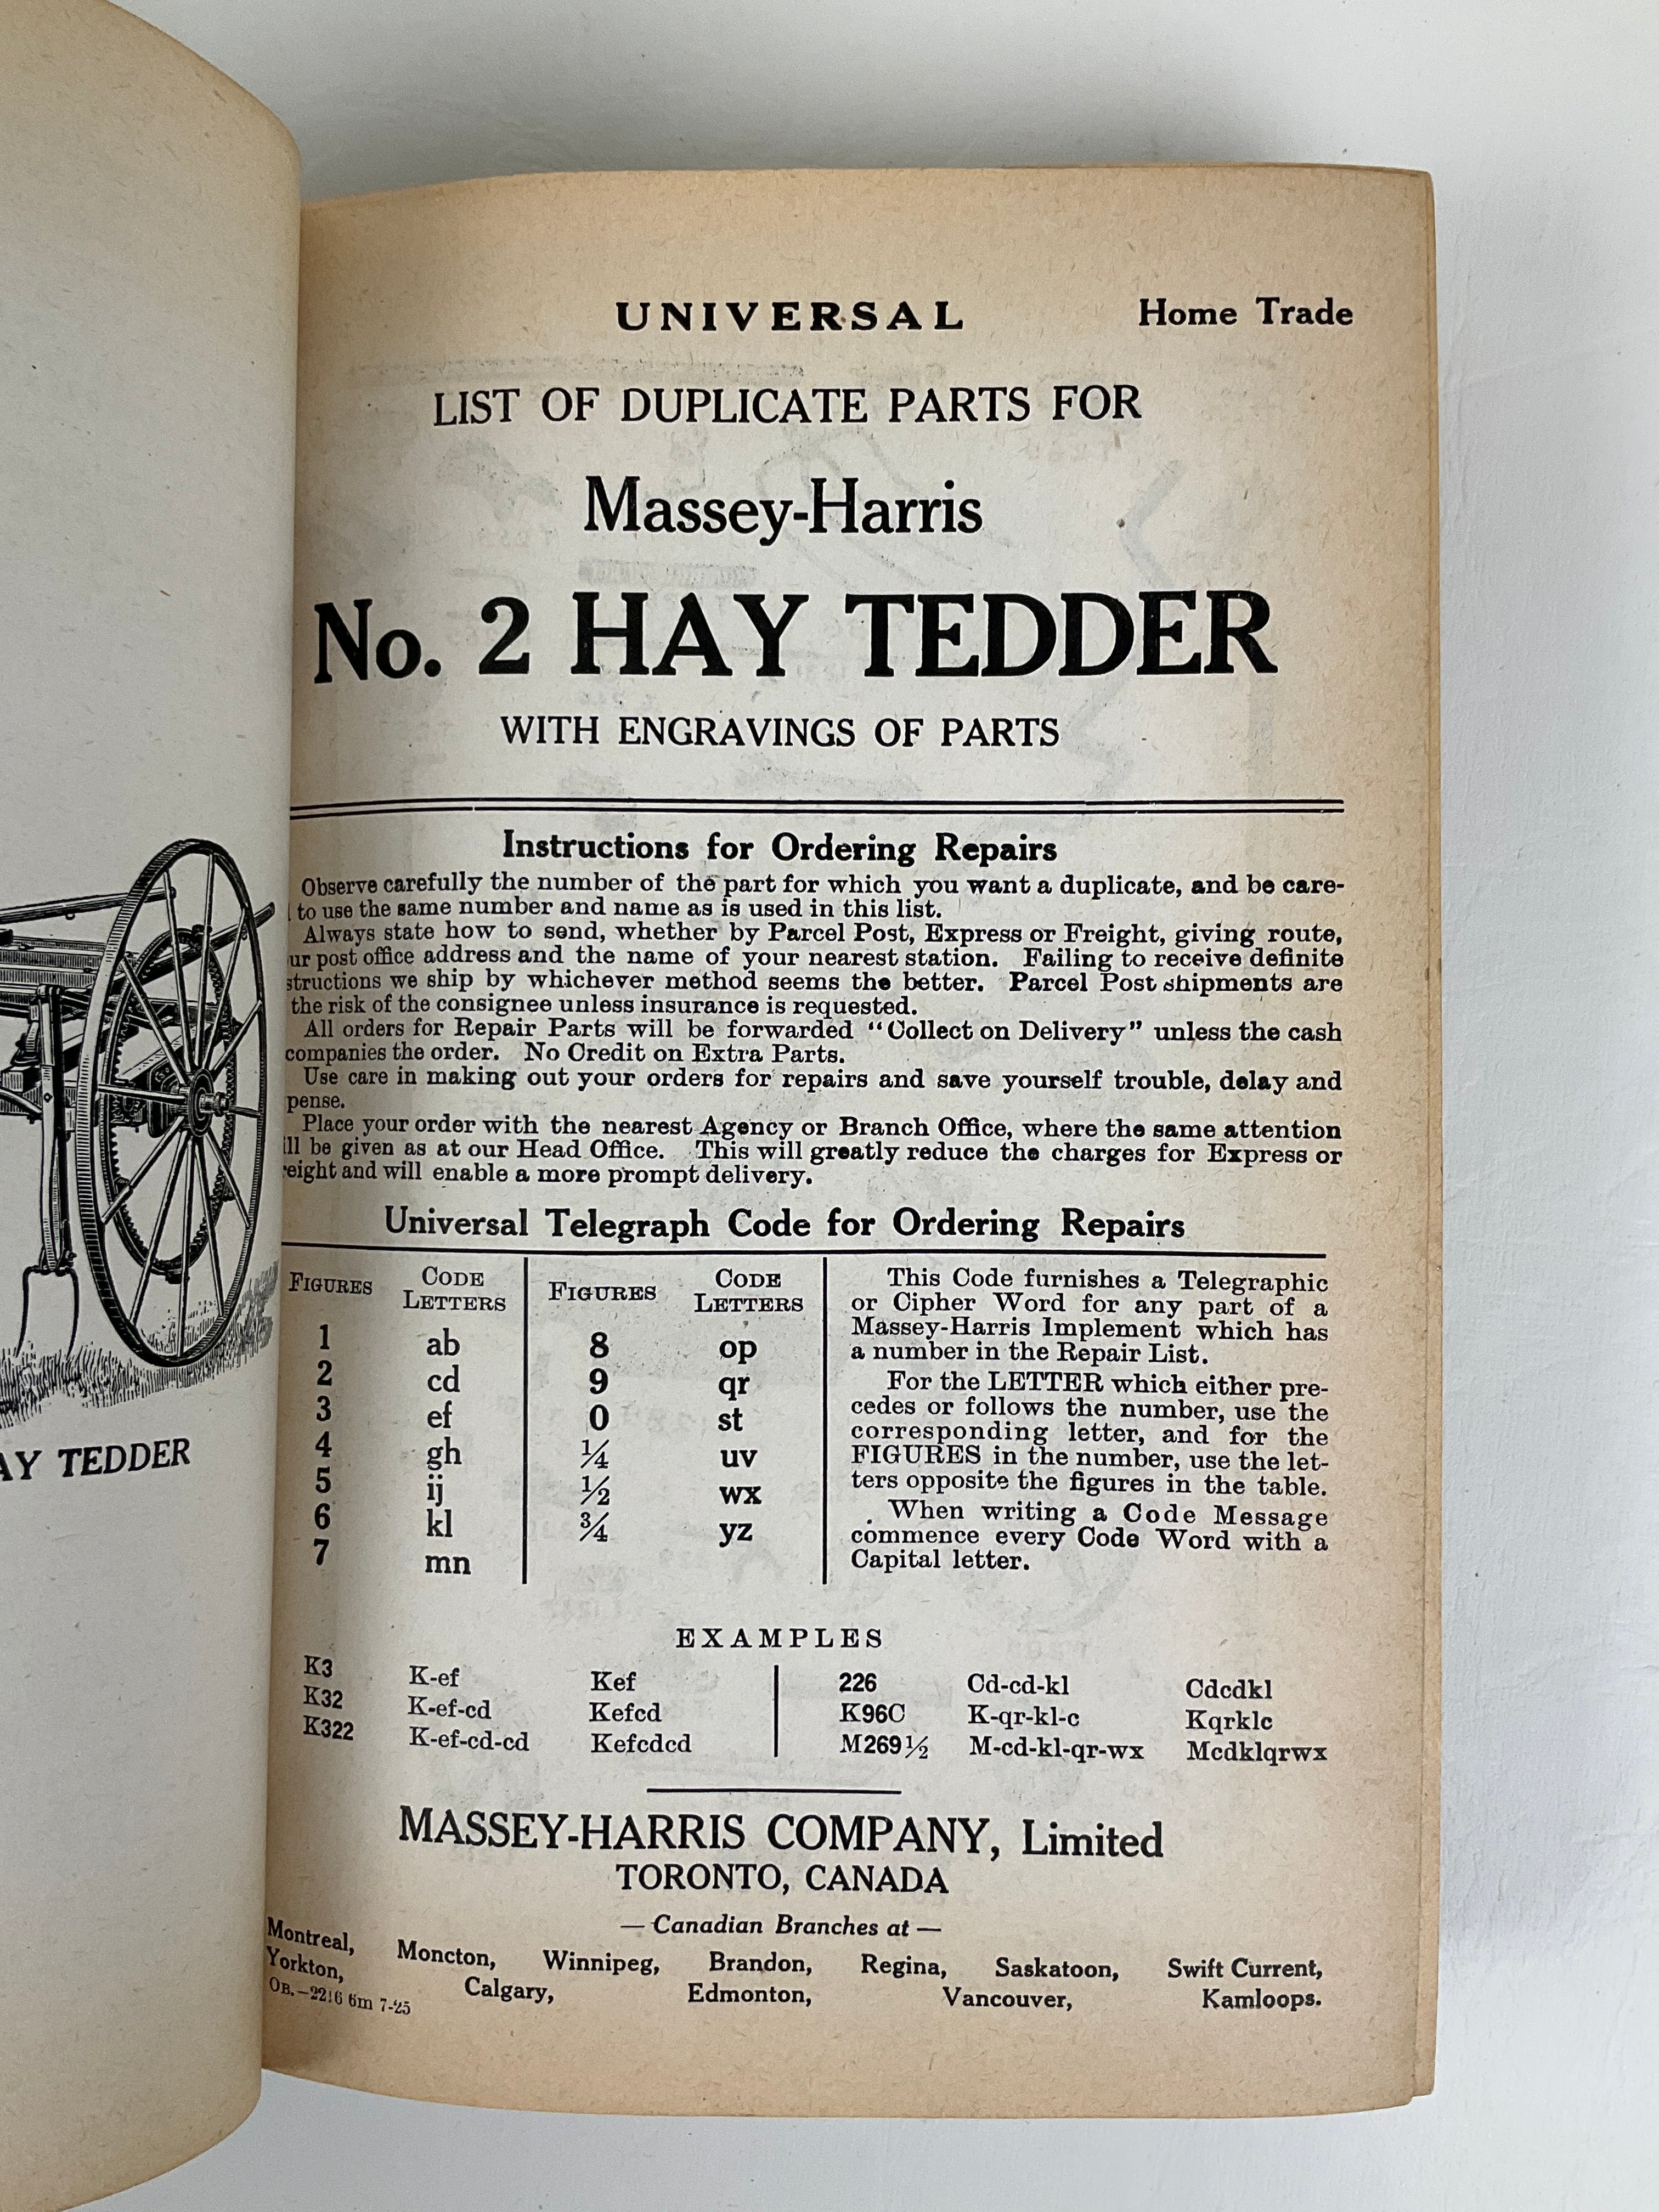 AY TEDDER
UNIVERSAL Home Trade
LIST OF DUPLICATE PARTS FOR
Massey-Harris
No. 2 HAY TEDDER
WITH ENGRAVINGS OF PARTS
Instructions for Ordering Repairs
Observe carefully the number of the part for which you want a duplicate, and be care-
to use the same number and name as is used in this list.
Always state how to send, whether by Parcel Post, Express or Freight, giving route,
ur post office address and the name of your nearest station. Failing to receive definite
structions we ship by whichever method seems the better. Parcel Post shipments are
the risk of the consignee unless insurance is requested.
All orders for Repair Parts will be forwarded "Collect on Delivery" unless the cash
companies the order. No Credit on Extra Parts.
Use care in making out your orders for repairs and save yourself trouble, delay and
pense.
Place your order with the nearest Agency or Branch Office, where the same attention
ill be given as at our Head Office. This will greatly reduce the charges for Express or
reight and will enable a more prompt delivery.
Universal Telegraph Code for Ordering Repairs
FIGURES CODE LETTERS FIGURES CODE LETTERS
1 ab 8 op
2 cd 9 qr
3 ef 0 st
4 gh ¼ uv
5 ij ½ wx
6 kl ¾ yz
7 mn
This Code furnishes a Telegraphic
or Cipher Word for any part of a
Massey-Harris Implement which has
a number in the Repair List.
For the LETTER which either pre-
cedes or follows the number, use the
corresponding letter, and for the
FIGURES in the number, use the let-
ters opposite the figures in the table.
When writing a Code Message
commence every Code Word with a
Capital letter.
EXAMPLES
K3 K-ef Kef 226 Cd-cd-kl Cdcdkl
K32 K-ef-cd Kefcd K96C K-qr-kl-c Kqrklc
K322 K-ef-cd-cd Kefcdcd M269½ M-cd-kl-qr-wx Mcdklqrwx
MASSEY-HARRIS COMPANY, Limited
TORONTO, CANADA
— Canadian Branches at —
Montreal, Moncton, Winnipeg, Brandon, Regina, Saskatoon, Swift Current,
Yorkton, Calgary, Edmonton, Vancouver, Kamloops.
OB.—2216 6m 7-25